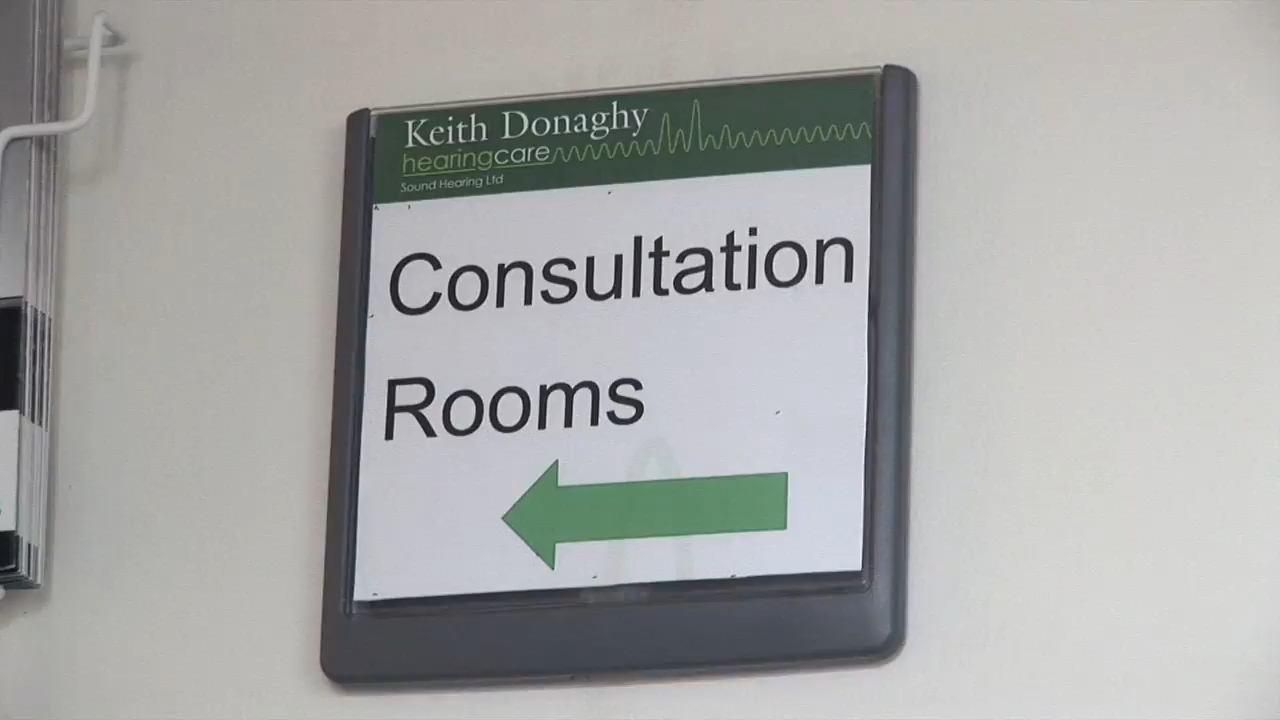 Keith Donaghy
hearingcare
Sound Hearing Ltd
Consultation
Rooms